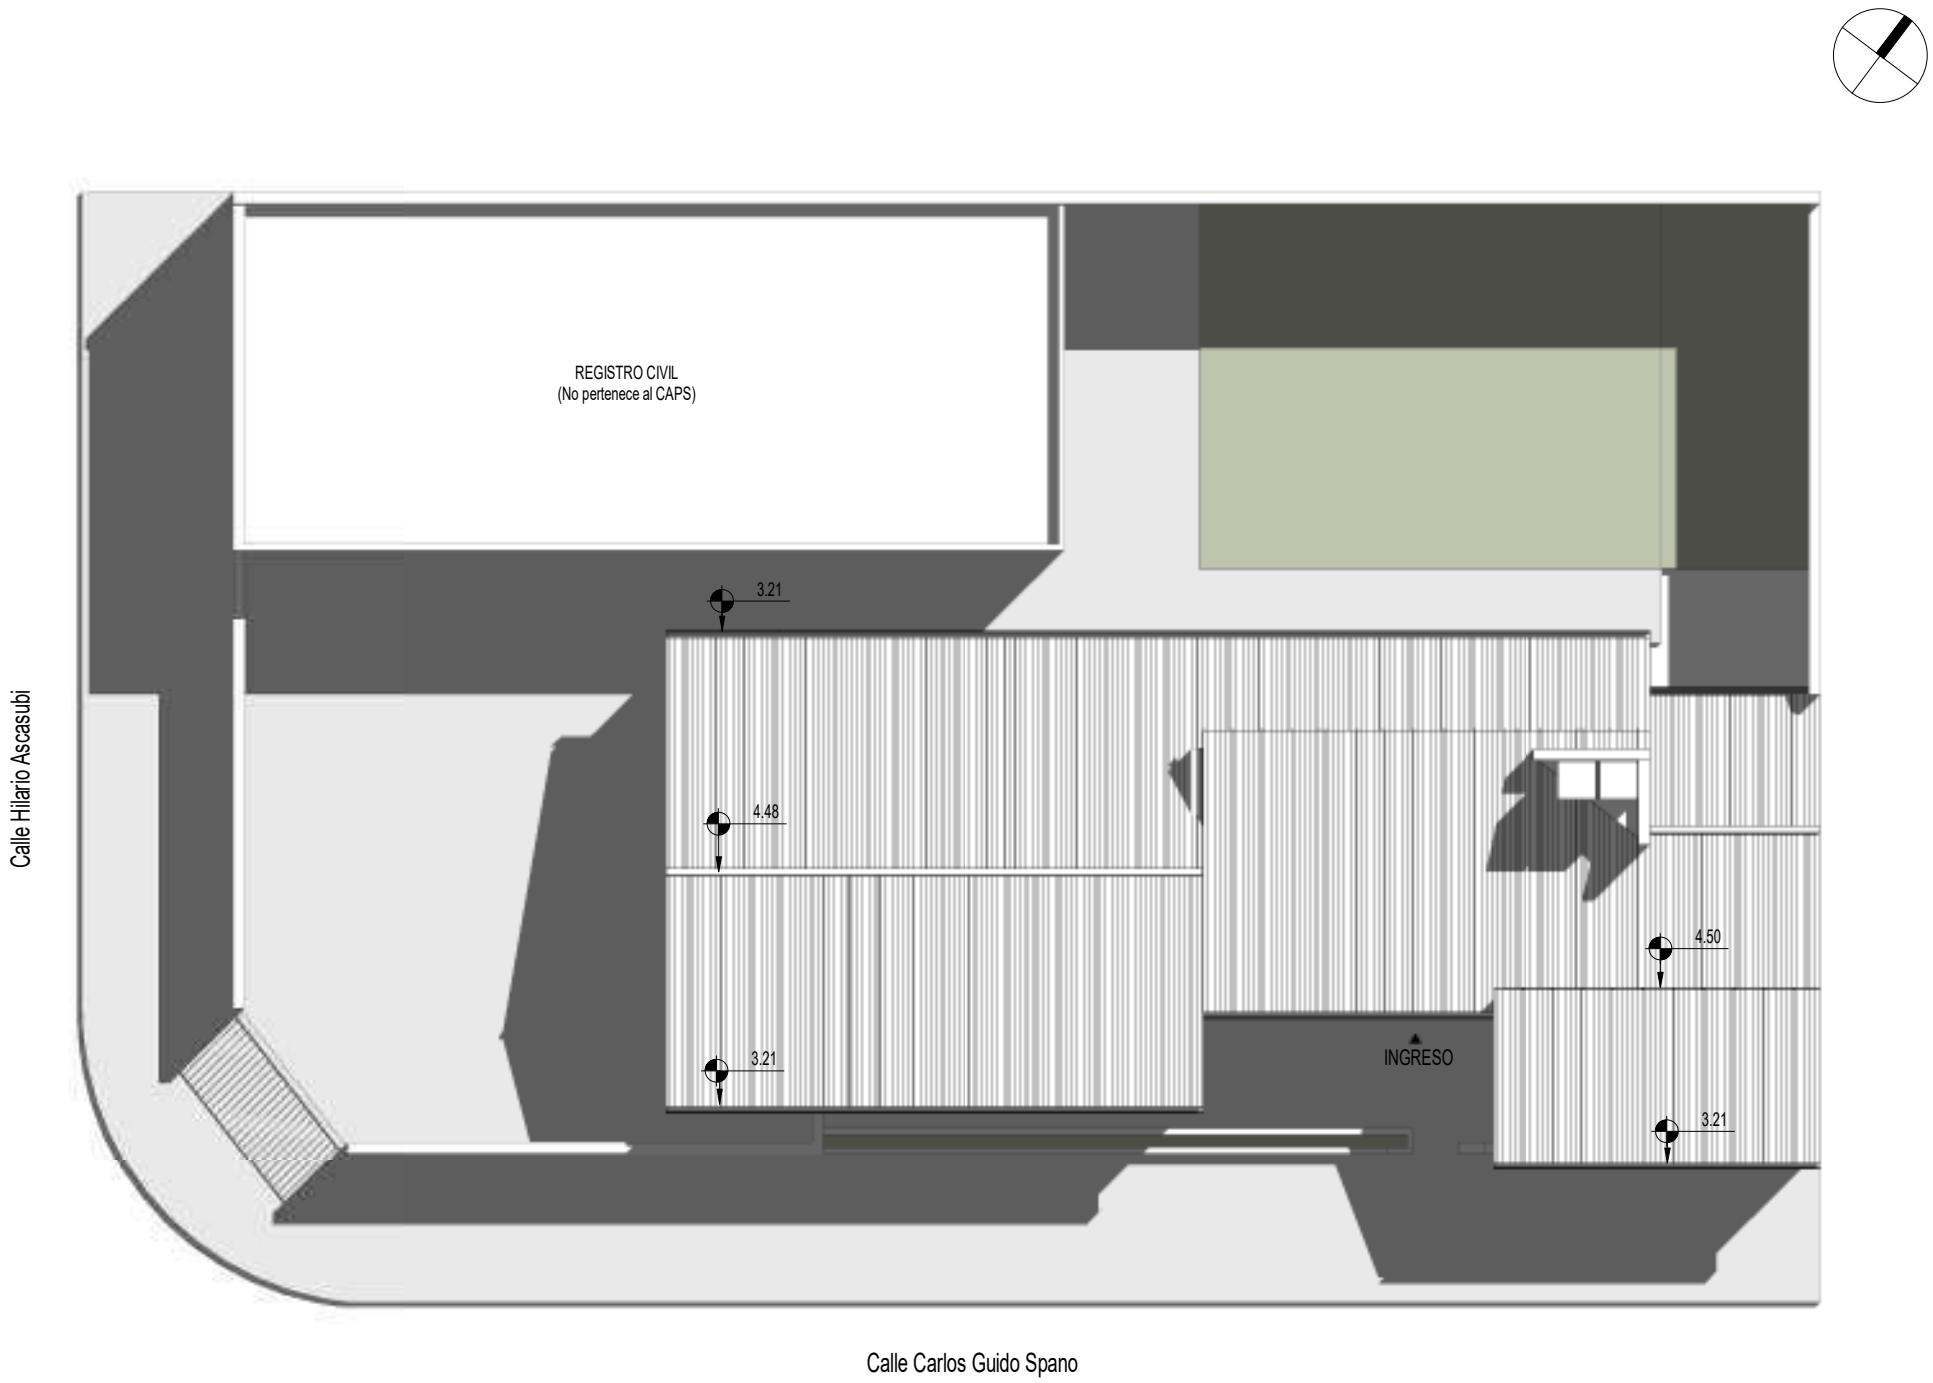 REGISTRO CIVIL
(No pertenece al CAPS)
3.21
Calle Hilario Ascasubi
4.48
4.50
3.21
INGRESO
3.21
Calle Carlos Guido Spano